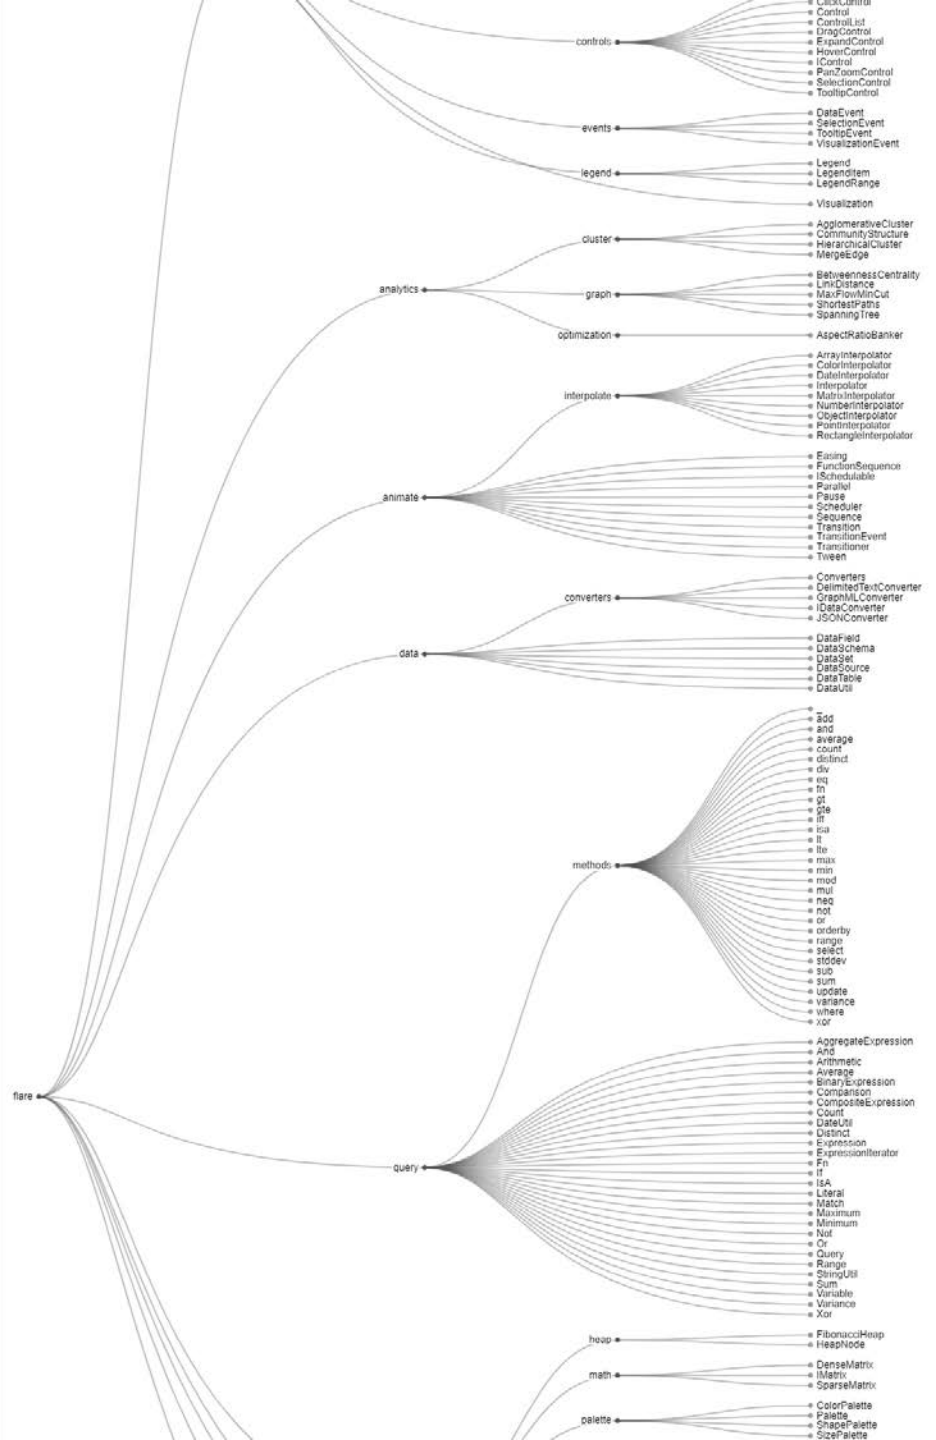 ClickControl
Control
ControlList
DragControl
controls
ExpandControl
HoverControl
IControl
PanZoomControl
SelectionControl
TooltipControl
DataEvent
SelectionEvent
events
TooltipEvent
VisualizationEvent
Legend
legend
LegendItem
LegendRange
Visualization
AgglomerativeCluster
CommunityStructure
cluster
HierarchicalCluster
MergeEdge
BetweennessCentrality
LinkDistance
analytics
graph
MaxFlowMinCut
ShortestPaths
SpanningTree
optimization
AspectRatioBanker
ArrayInterpolator
ColorInterpolator
DateInterpolator
Interpolator
interpolate
MatrixInterpolator
NumberInterpolator
ObjectInterpolator
PointInterpolator
RectangleInterpolator
Easing
FunctionSequence
ISchedulable
Parallel
animate
Pause
Scheduler
Sequence
Transition
TransitionEvent
Transitioner
Tween
Converters
DelimitedTextConverter
converters
GraphMLConverter
IDataConverter
JSONConverter
DataField
DataSchema
data
DataSet
DataSource
DataTable
DataUtil
_
add
and
average
count
distinct
div
eq
fn
gt
gte
iff
isa
lt
lte
methods
max
min
mod
mul
neq
not
or
orderby
range
select
stddev
sub
sum
update
variance
where
xor
AggregateExpression
And
Arithmetic
Average
BinaryExpression
flare
Comparison
CompositeExpression
Count
DateUtil
Distinct
Expression
ExpressionIterator
Fn
query
If
IsA
Literal
Match
Maximum
Minimum
Not
Or
Query
Range
StringUtil
Sum
Variable
Variance
Xor
heap
FibonacciHeap
HeapNode
DenseMatrix
math
IMatrix
SparseMatrix
ColorPalette
Palette
palette
ShapePalette
SizePalette